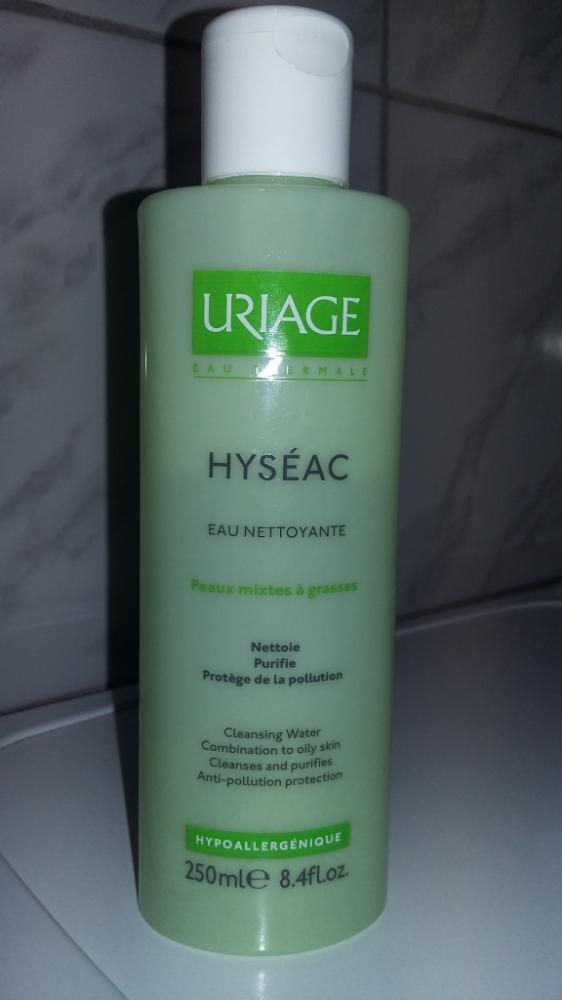 URIAGE
EAU THERMALE
HYSÉAC
EAU NETTOYANTE
Peaux mixtes à grasses
Nettoie
Purifie
Protège de la pollution
Cleansing Water
Combination to oily skin
Cleanses and purifies
Anti-pollution protection
HYPOALLERGÉNIQUE
250ml℮ 8.4fl.oz.